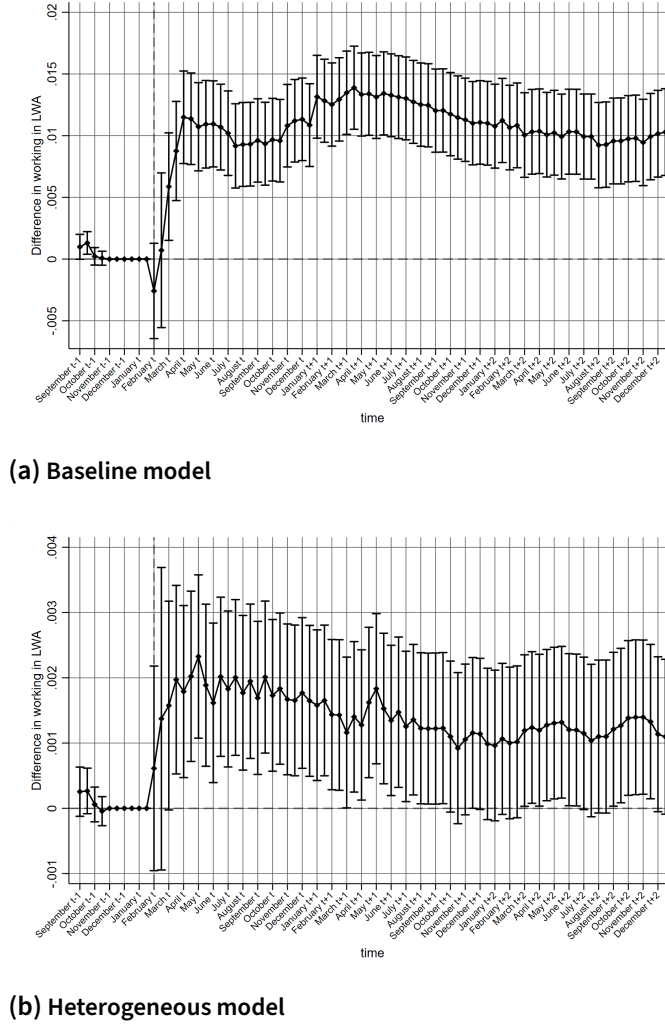 .02
.015
.01
.005
0
-.005
Difference in working in LWA
September t-1
October t-1
November t-1
December t-1
January t
February t
March t
April t
May t
June t
July t
August t
September t
October t
November t
December t
January t+1
February t+1
March t+1
April t+1
May t+1
June t+1
July t+1
August t+1
September t+1
October t+1
November t+1
December t+1
January t+2
February t+2
March t+2
April t+2
May t+2
June t+2
July t+2
August t+2
September t+2
October t+2
November t+2
December t+2
time
(a) Baseline model
.004
.003
.002
.001
0
-.001
Difference in working in LWA
September t-1
October t-1
November t-1
December t-1
January t
February t
March t
April t
May t
June t
July t
August t
September t
October t
November t
December t
January t+1
February t+1
March t+1
April t+1
May t+1
June t+1
July t+1
August t+1
September t+1
October t+1
November t+1
December t+1
January t+2
February t+2
March t+2
April t+2
May t+2
June t+2
July t+2
August t+2
September t+2
October t+2
November t+2
December t+2
time
(b) Heterogeneous model